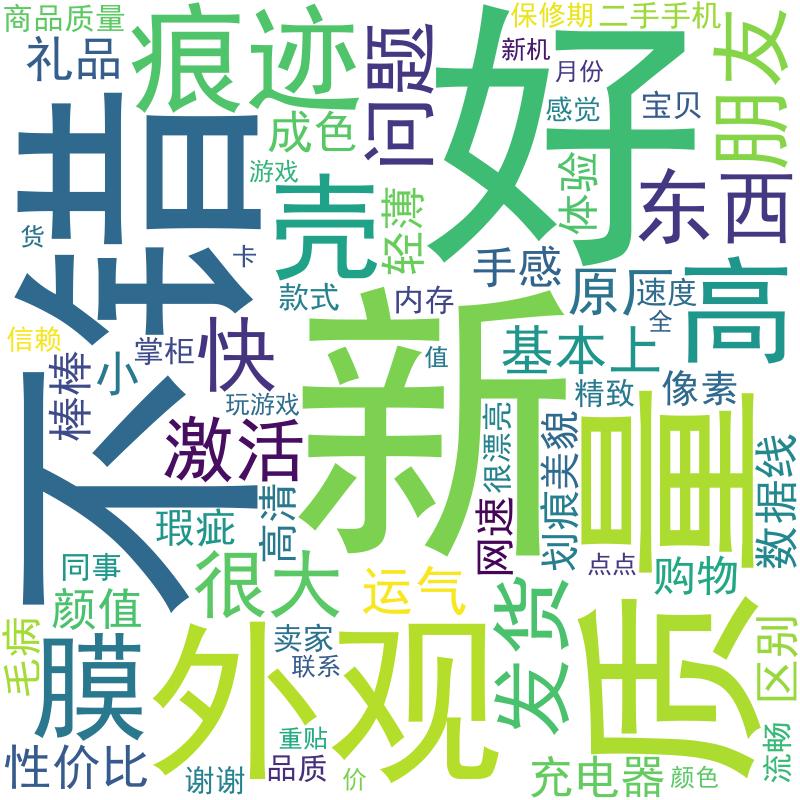 商品质量
痕迹
保修期
二手手机
礼品
问题
好
新机
月份
朋友
不错
成色
感觉
宝贝
游戏
壳
轻薄
体验
东西
货
卡
手感
原厂
速度
高
款式
内存
全
信赖
掌柜
快
新
值
基本上
棒棒
小
玩游戏
精致
像素
激活
很漂亮
划痕美貌
质量
数据线
高清
网速
瑕疵
点点
同事
很大
运气
购物
颜值
发货
毛病
膜
外观
卖家
联系
区别
重贴
流畅
性价比
谢谢
品质
价
充电器
颜色